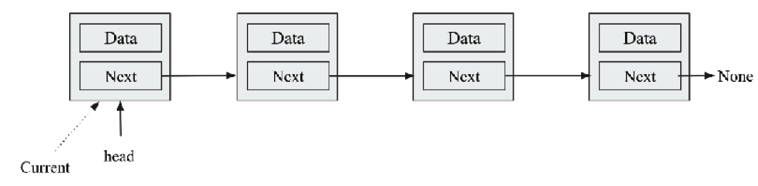 Data Data Data Data
Next Next Next Next None
head
Current